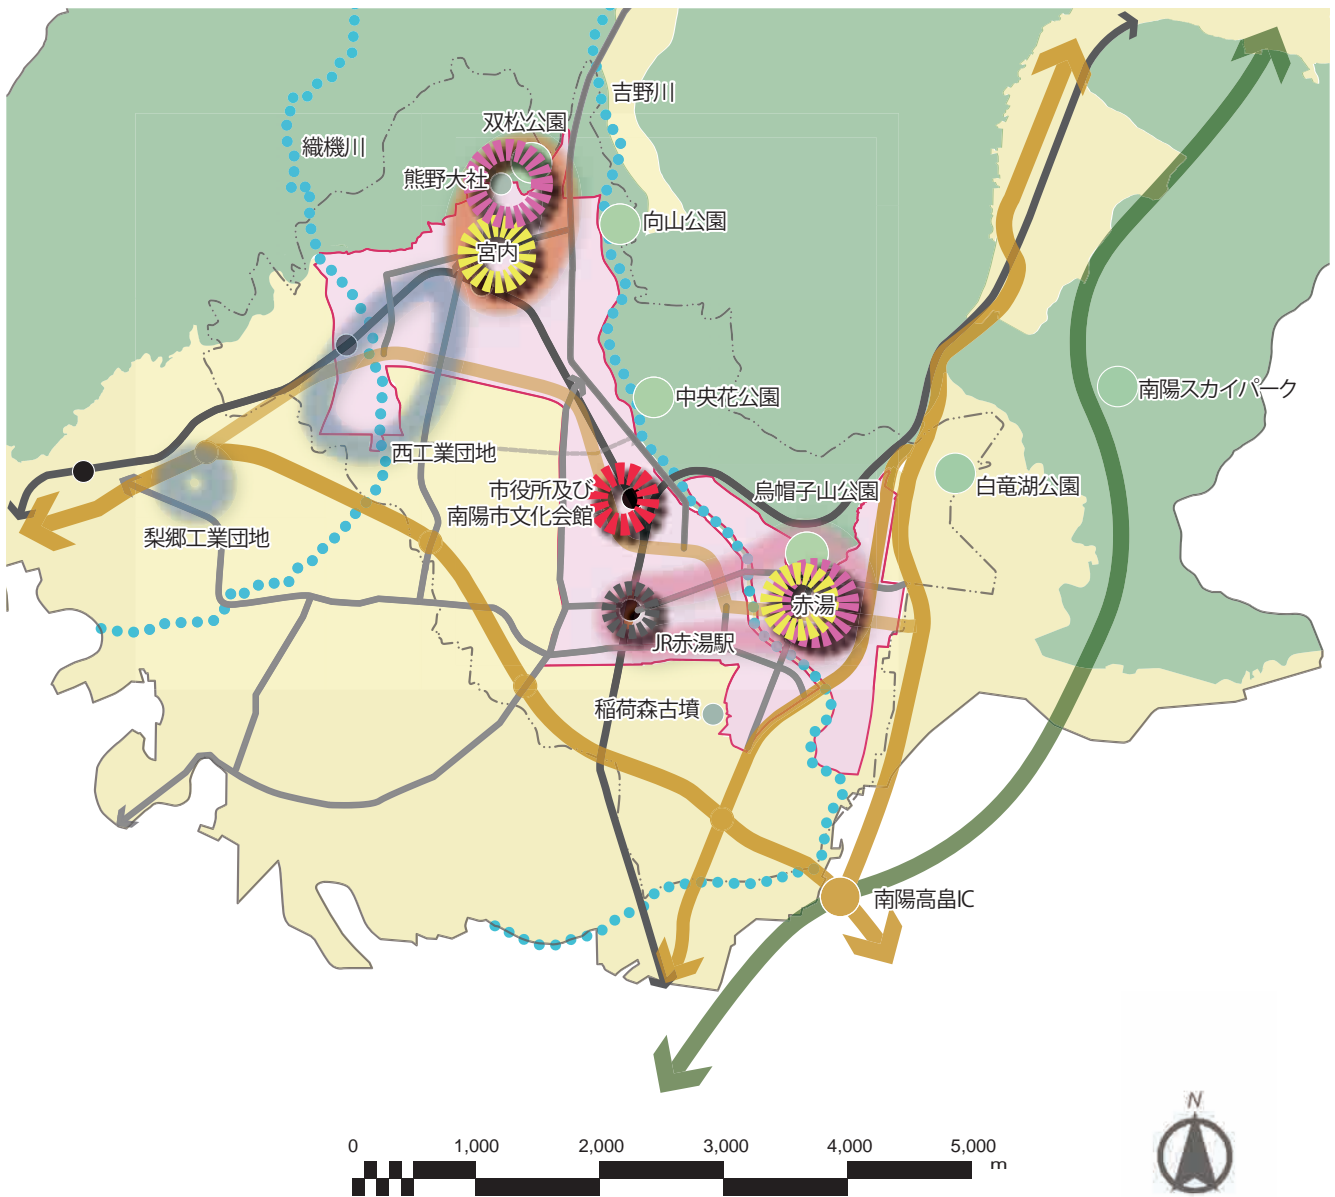 吉野川
双松公園
織機川
熊野大社
向山公園
宮内
中央花公園
南陽スカイパーク
西工業団地
市役所及び
南陽市文化会館
烏帽子山公園
白竜湖公園
梨郷工業団地
赤湯
JR赤湯駅
稲荷森古墳
南陽高畠IC
N
0 1,000 2,000 3,000 4,000 5,000
m